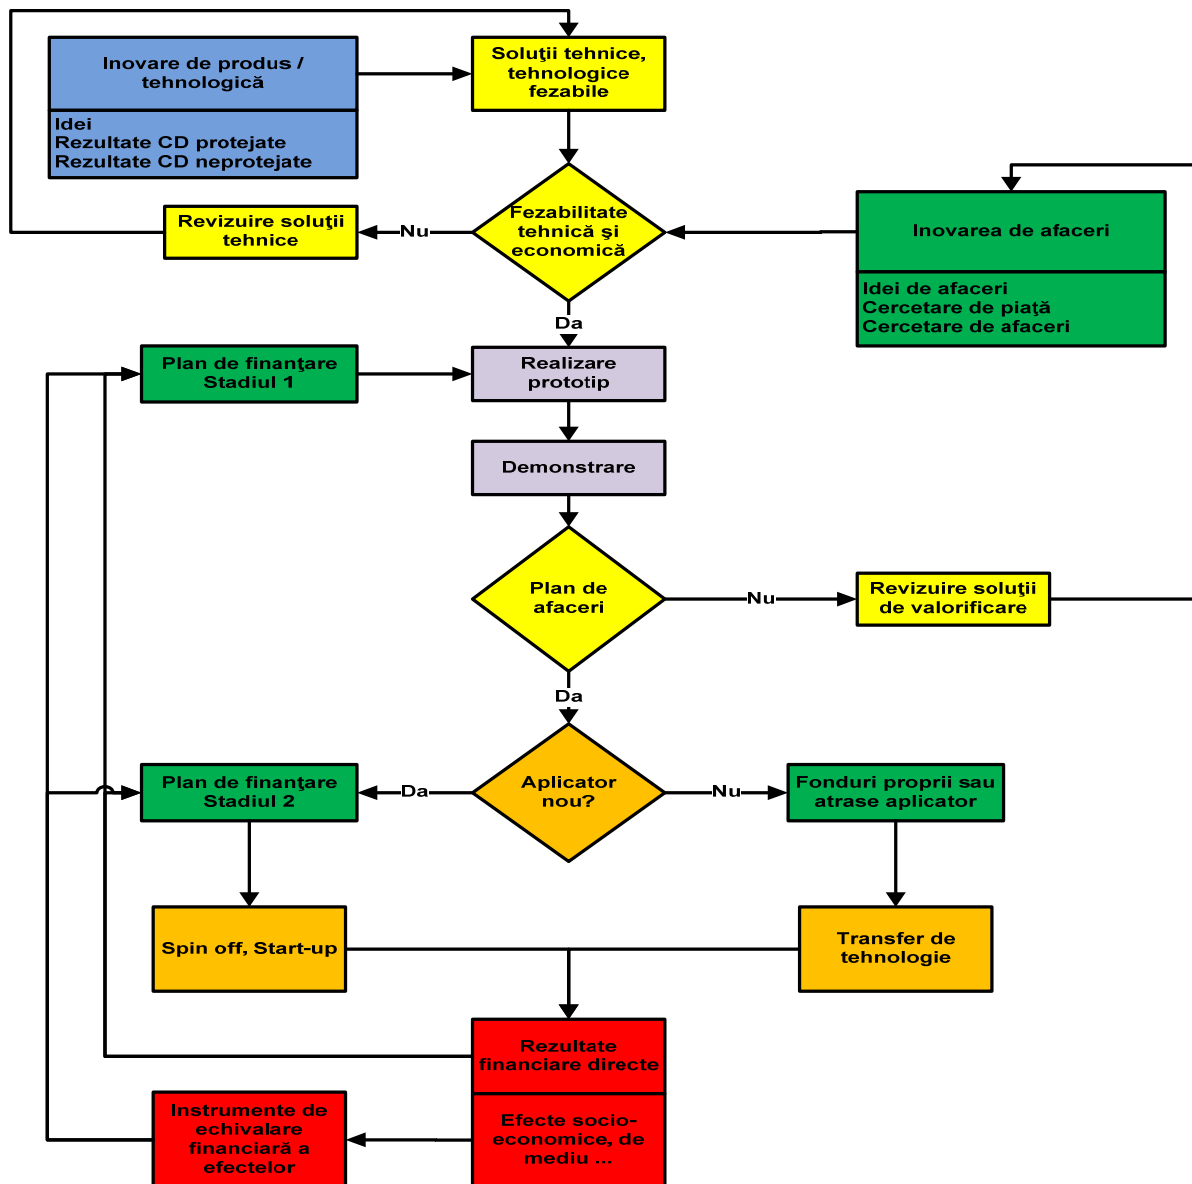 Inovare de produs /
tehnologică
Idei
Rezultate CD protejate
Rezultate CD neprotejate
Soluţii tehnice,
tehnologice
fezabile
Revizuire soluţii
tehnice
Nu
Fezabilitate
tehnică şi
economică
Inovarea de afaceri
Idei de afaceri
Cercetare de piaţă
Cercetare de afaceri
Da
Plan de finanţare
Stadiul 1
Realizare
prototip
Demonstrare
Plan de
afaceri
Nu
Revizuire soluţii
de valorificare
Da
Plan de finanţare
Stadiul 2
Da
Aplicator
nou?
Nu
Fonduri proprii sau
atrase aplicator
Spin off, Start-up
Transfer de
tehnologie
Rezultate
financiare directe
Instrumente de
echivalare
financiară a
efectelor
Efecte socio-
economice, de
mediu ...